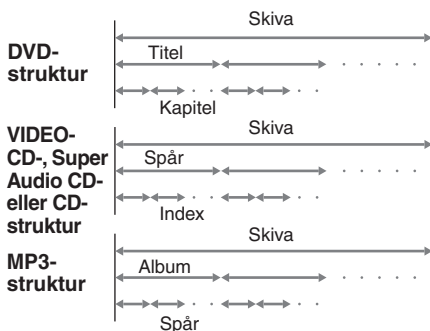 Skiva
DVD-
struktur
Titel
Kapitel
VIDEO-
CD-, Super
Audio CD-
eller CD-
struktur
Skiva
Spår
Index
MP3-
struktur
Skiva
Album
Spår